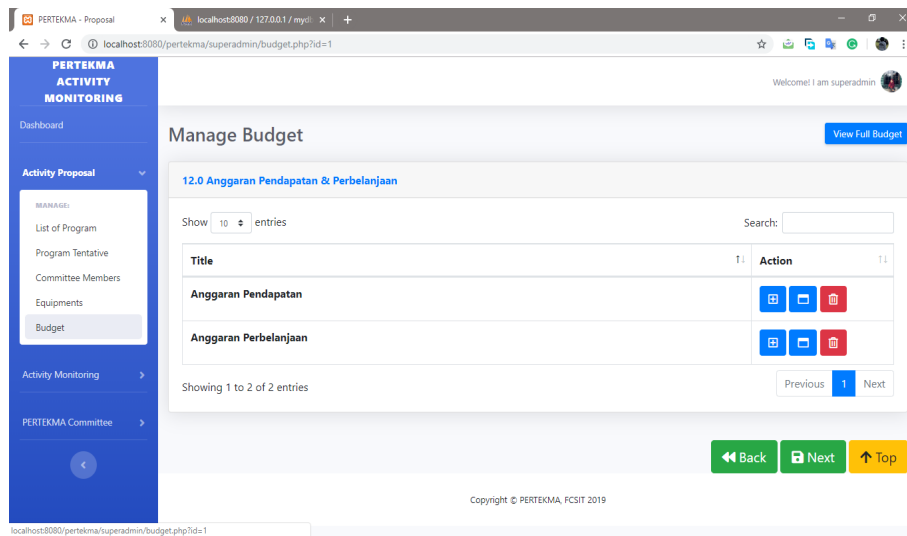 PERTEKMA - Proposal
localhost:8080 / 127.0.0.1 / mydb
localhost:8080/pertekma/superadmin/budget.php?id=1
PERTEKMA
ACTIVITY
MONITORING
Welcome! I am superadmin
Dashboard
Manage Budget
View Full Budget
Activity Proposal
12.0 Anggaran Pendapatan & Perbelanjaan
MANAGE:
List of Program
Program Tentative
Committee Members
Equipments
Budget
Show 10 entries
Search:
Title
Action
Anggaran Pendapatan
Anggaran Perbelanjaan
Showing 1 to 2 of 2 entries
Previous 1 Next
Activity Monitoring
PERTEKMA Committee
Back
Next
Top
Copyright © PERTEKMA, FCSIT 2019
localhost:8080/pertekma/superadmin/budget.php?id=1